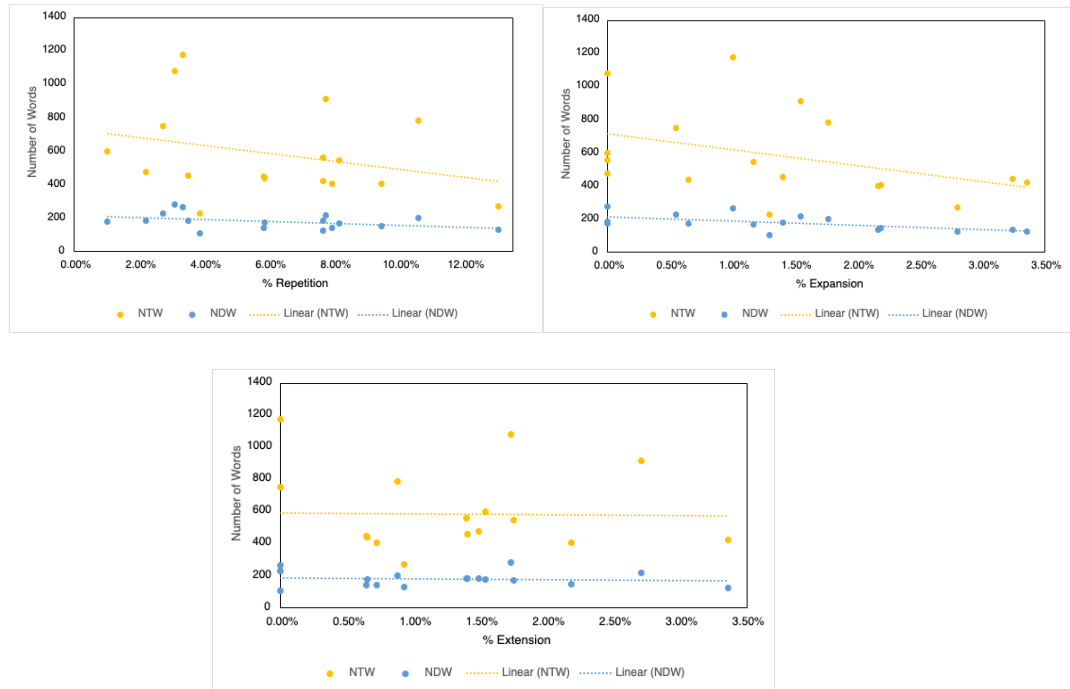 1400
1200
1000
800
600
400
200
0
Number of Words
0.00% 2.00% 4.00% 6.00% 8.00% 10.00% 12.00%
% Repetition
NTW NDW Linear (NTW) Linear (NDW)
1400
1200
1000
800
600
400
200
0
Number of Words
0.00% 0.50% 1.00% 1.50% 2.00% 2.50% 3.00% 3.50%
% Expansion
NTW NDW Linear (NTW) Linear (NDW)
1400
1200
1000
800
600
400
200
0
Number of Words
0.00% 0.50% 1.00% 1.50% 2.00% 2.50% 3.00% 3.50%
% Extension
NTW NDW Linear (NTW) Linear (NDW)